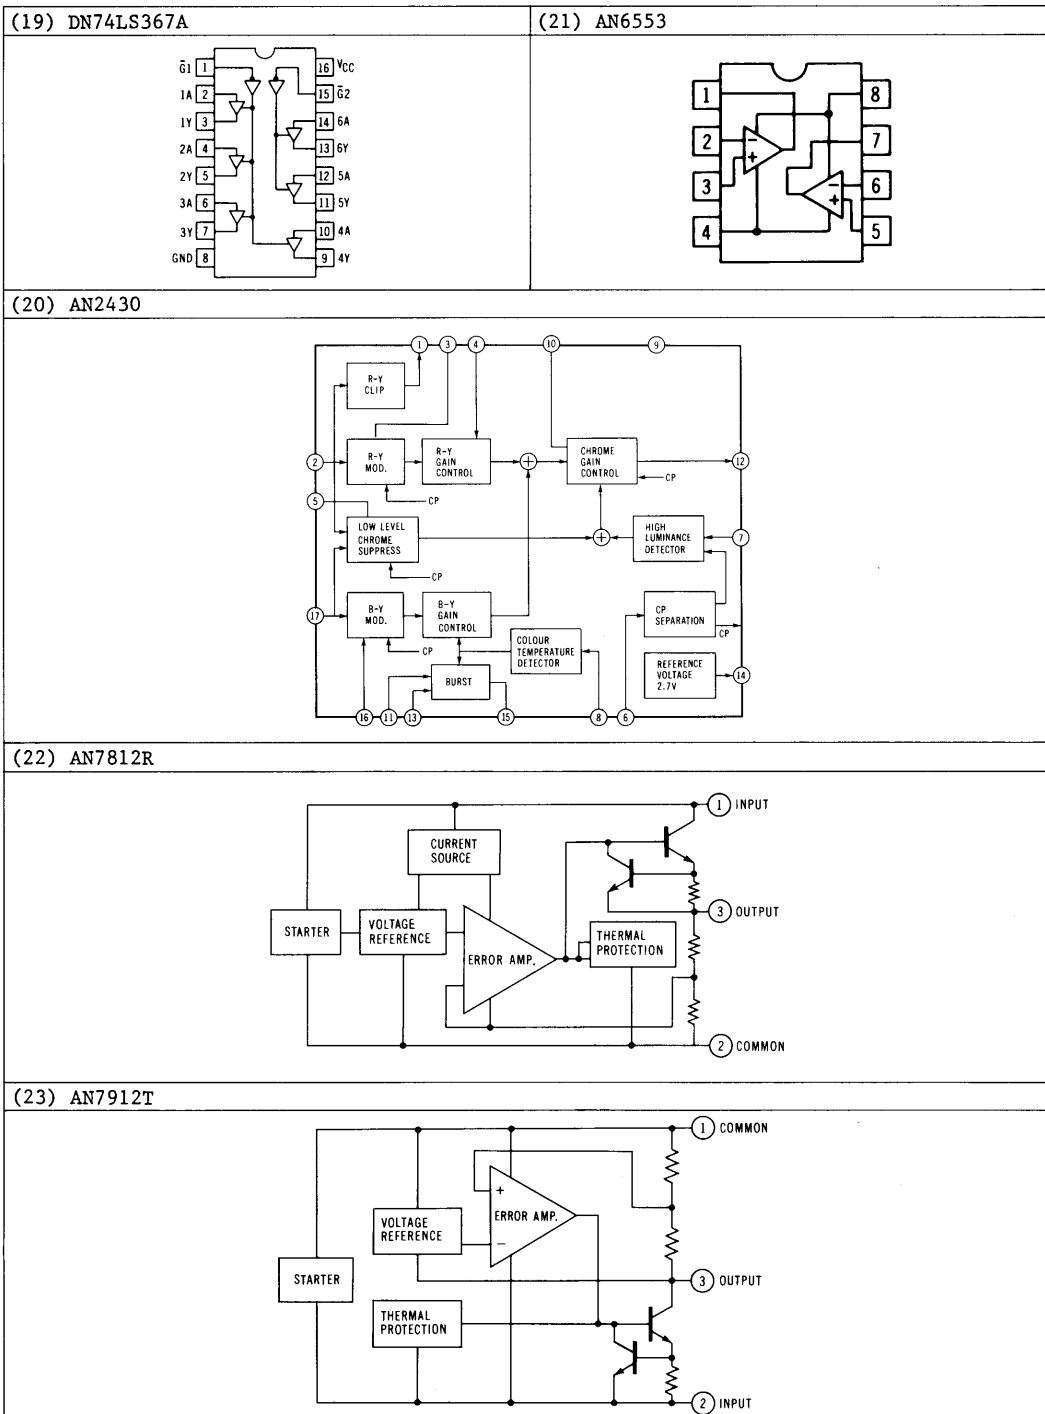 (19) DN74LS367A
(21) AN6553
G̅1 1
1A 2
1Y 3
2A 4
2Y 5
3A 6
3Y 7
GND 8
16 VCC
15 G̅2
14 6A
13 6Y
12 5A
11 5Y
10 4A
9 4Y
1
2
3
4
8
7
6
5
−
+
−
+
(20) AN2430
1
3
4
10
9
R-Y
CLIP
2
R-Y
MOD.
R-Y
GAIN
CONTROL
+
CHROME
GAIN
CONTROL
12
CP
CP
5
LOW LEVEL
CHROME
SUPPRESS
+
HIGH
LUMINANCE
DETECTOR
7
CP
17
B-Y
MOD.
B-Y
GAIN
CONTROL
CP
SEPARATION
CP
CP
COLOUR
TEMPERATURE
DETECTOR
BURST
REFERENCE
VOLTAGE
2.7V
14
16
11
13
15
8
6
(22) AN7812R
1 INPUT
CURRENT
SOURCE
STARTER
VOLTAGE
REFERENCE
ERROR AMP.
THERMAL
PROTECTION
3 OUTPUT
2 COMMON
(23) AN7912T
1 COMMON
+
ERROR AMP.
−
VOLTAGE
REFERENCE
STARTER
3 OUTPUT
THERMAL
PROTECTION
2 INPUT